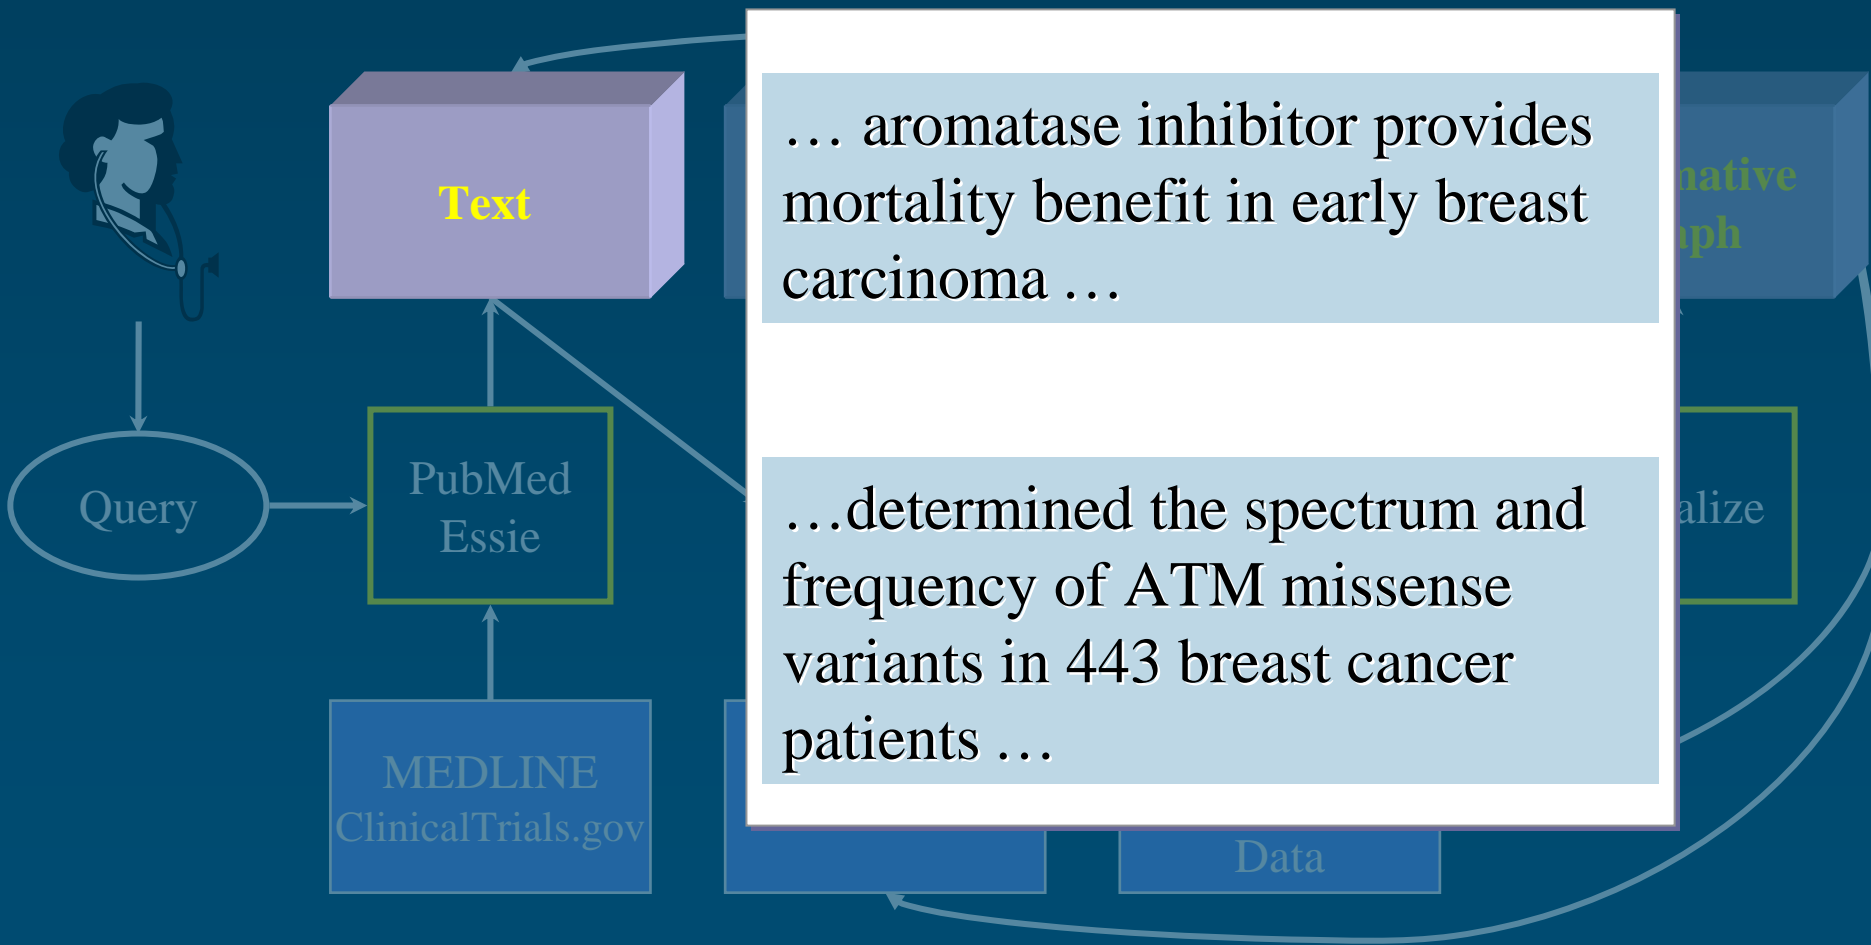 Text
… aromatase inhibitor provides
mortality benefit in early breast
carcinoma …
…determined the spectrum and
frequency of ATM missense
variants in 443 breast cancer
patients …
Query
PubMed
Essie
MEDLINE
ClinicalTrials.gov
Data